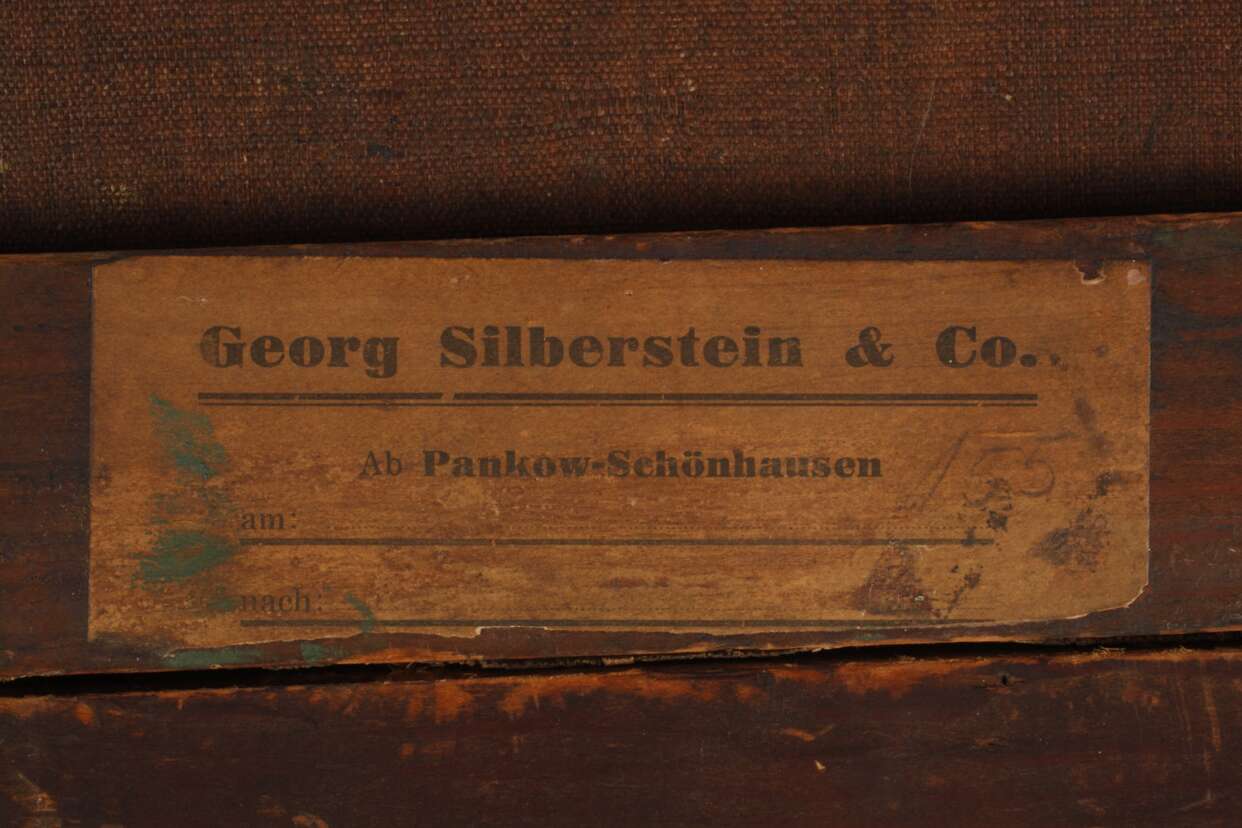 Georg Silberstein & Co.
Ab Pankow-Schönhausen
am:
nach: